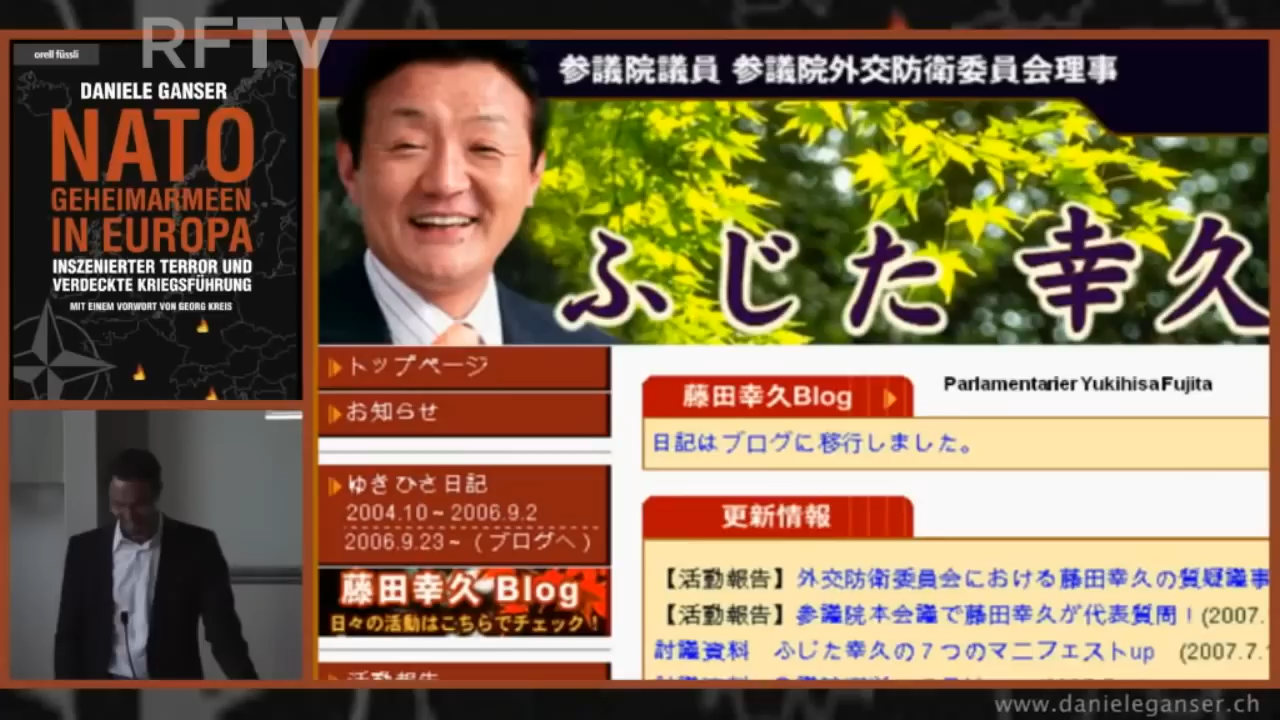 RFTV
orell füssli
DANIELE GANSER
NATO
GEHEIMARMEEN
IN EUROPA
INSZENIERTER TERROR UND
VERDECKTE KRIEGSFÜHRUNG
MIT EINEM VORWORT VON GEORG KREIS
参議院議員 参議院外交防衛委員会理事
ふじた 幸久
トップページ
お知らせ
ゆきひさ日記
2004.10~2006.9.2
2006.9.23~（ブログへ）
藤田幸久 Blog
日々の活動はこちらでチェック！
活動報告
藤田幸久Blog
Parlamentarier Yukihisa Fujita
日記はブログに移行しました。
更新情報
【活動報告】外交防衛委員会における藤田幸久の質疑議事
【活動報告】参議院本会議で藤田幸久が代表質問！(2007.
討議資料 ふじた幸久の７つのマニフェストup (2007.7.
www.danieleganser.ch